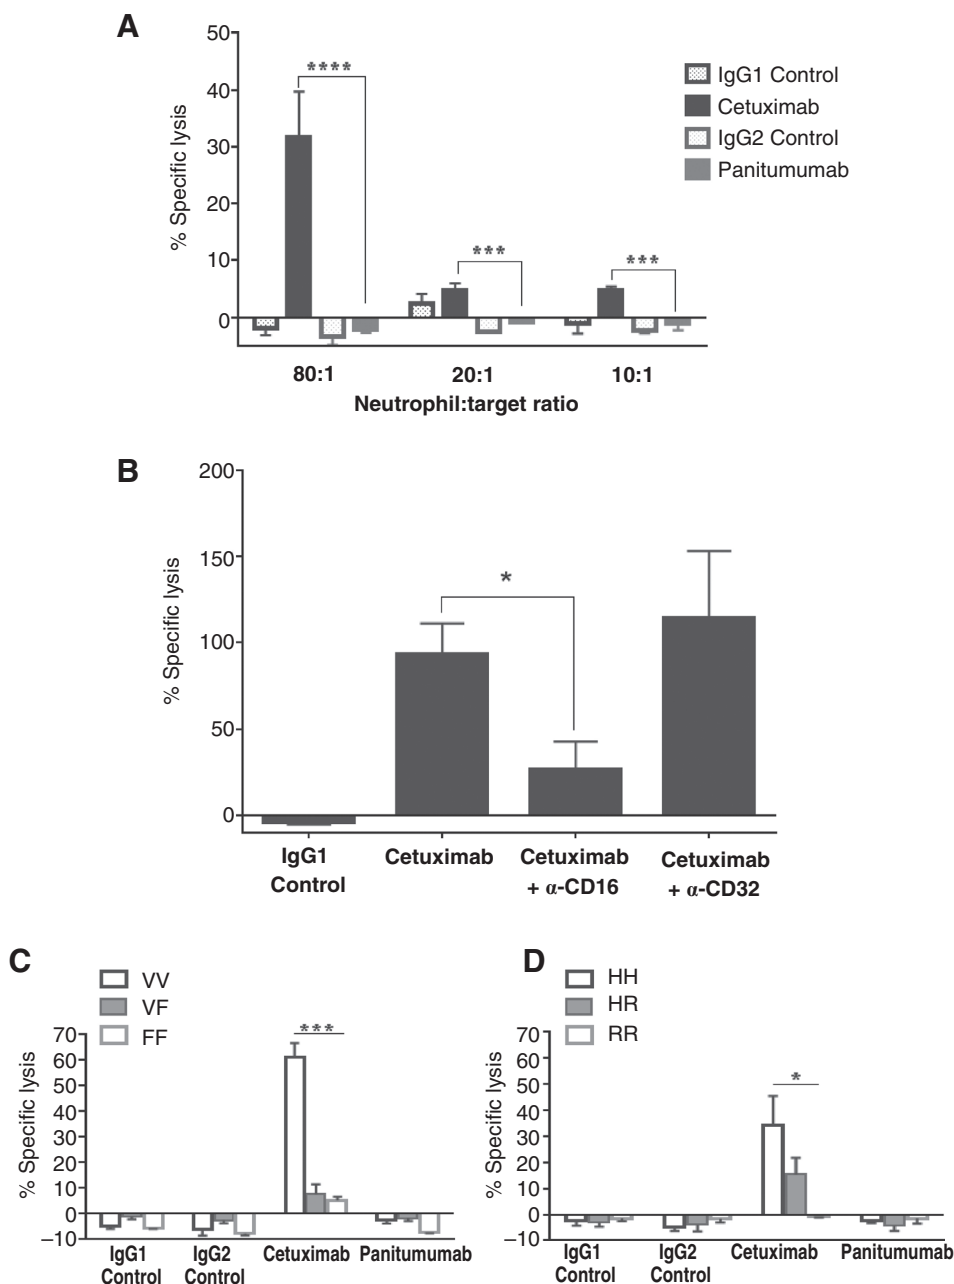 A
50
40
30
20
10
0
% Specific lysis
****
***
***
IgG1 Control
Cetuximab
IgG2 Control
Panitumumab
80:1
20:1
10:1
Neutrophil:target ratio
B
200
150
100
50
0
% Specific lysis
*
IgG1
Control
Cetuximab
Cetuximab
+ α-CD16
Cetuximab
+ α-CD32
C
VV
VF
FF
70
60
50
40
30
20
10
0
−10
% Specific lysis
***
IgG1
Control
IgG2
Control
Cetuximab
Panitumumab
D
HH
HR
RR
70
60
50
40
30
20
10
0
−10
% Specific lysis
*
IgG1
Control
IgG2
Control
Cetuximab
Panitumumab